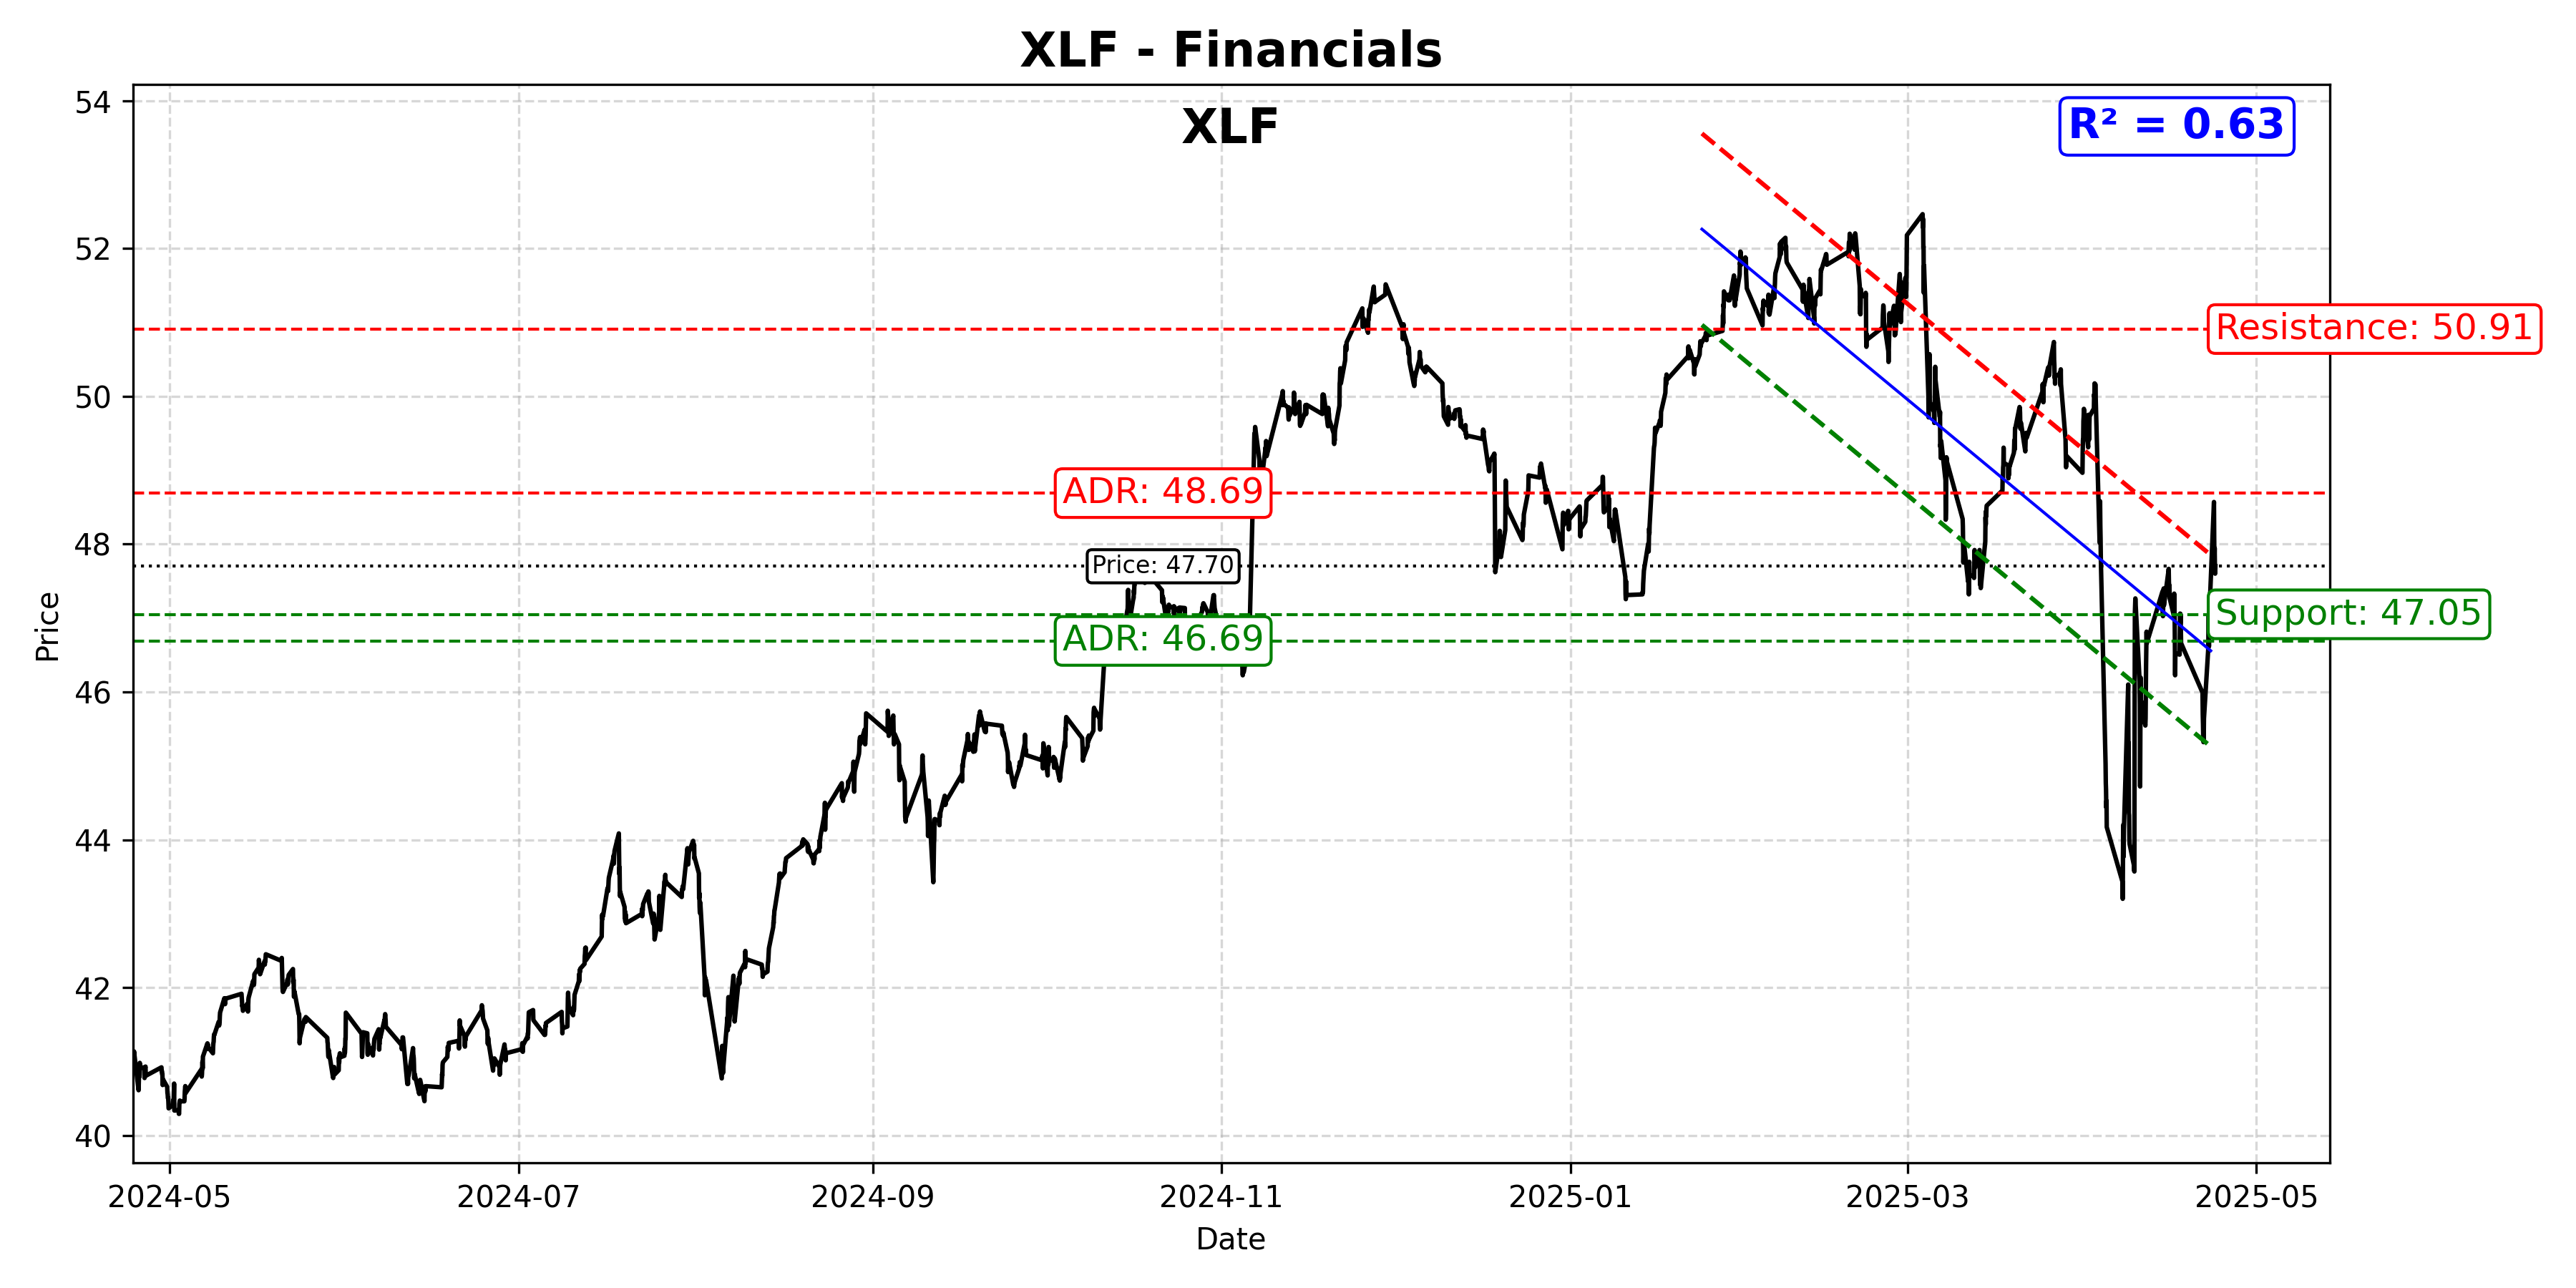 XLF - Financials
XLF
R² = 0.63
54
52
50
48
46
44
42
40
Price
Resistance: 50.91
ADR: 48.69
Price: 47.70
Support: 47.05
ADR: 46.69
2024-05
2024-07
2024-09
2024-11
2025-01
2025-03
2025-05
Date